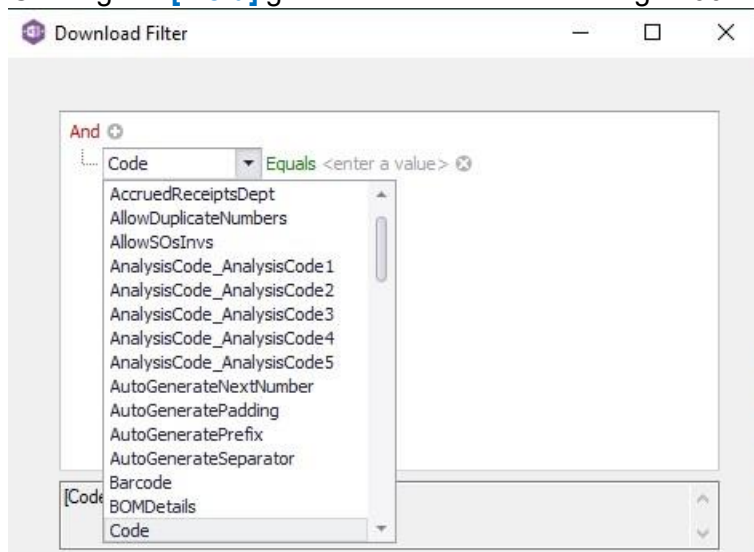 Download Filter
And
Code Equals <enter a value>
AccruedReceiptsDept
AllowDuplicateNumbers
AllowSOsInvs
AnalysisCode_AnalysisCode1
AnalysisCode_AnalysisCode2
AnalysisCode_AnalysisCode3
AnalysisCode_AnalysisCode4
AnalysisCode_AnalysisCode5
AutoGenerateNextNumber
AutoGeneratePadding
AutoGeneratePrefix
AutoGenerateSeparator
Barcode
[Code
BOMDetails
Code